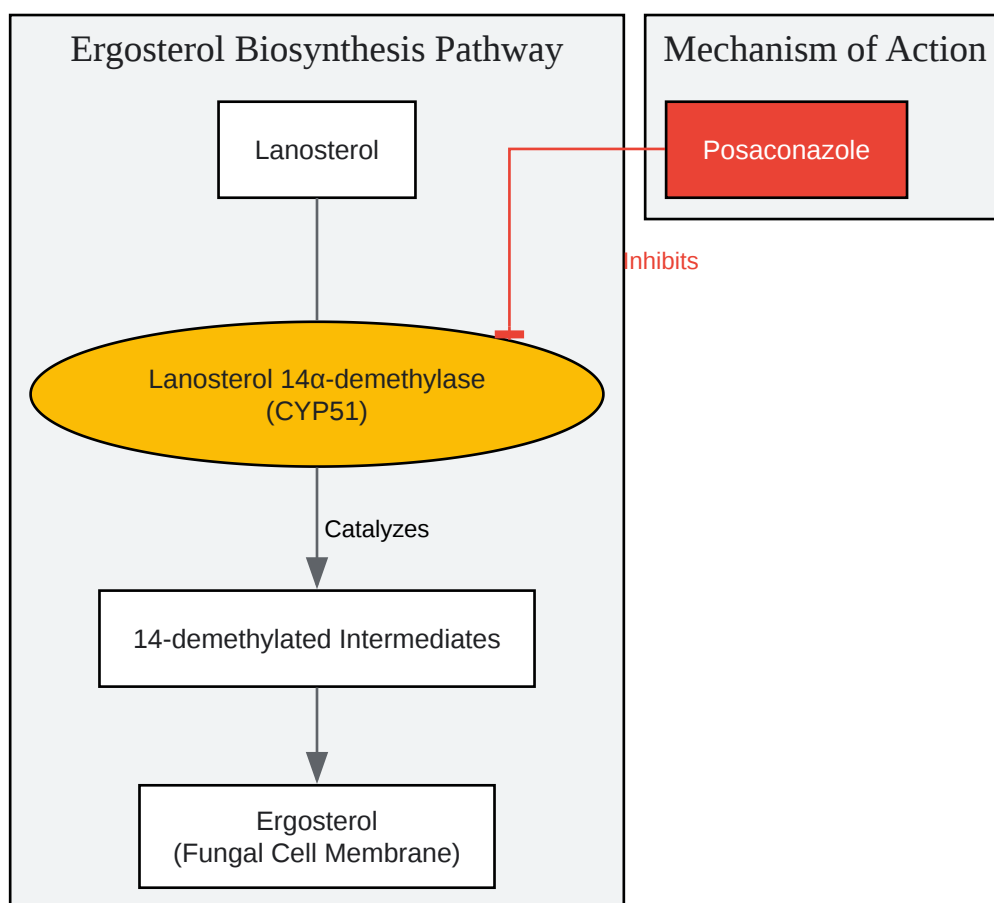 Ergosterol Biosynthesis Pathway
Mechanism of Action
Lanosterol
Posaconazole
Inhibits
Lanosterol 14α-demethylase
(CYP51)
Catalyzes
14-demethylated Intermediates
Ergosterol
(Fungal Cell Membrane)